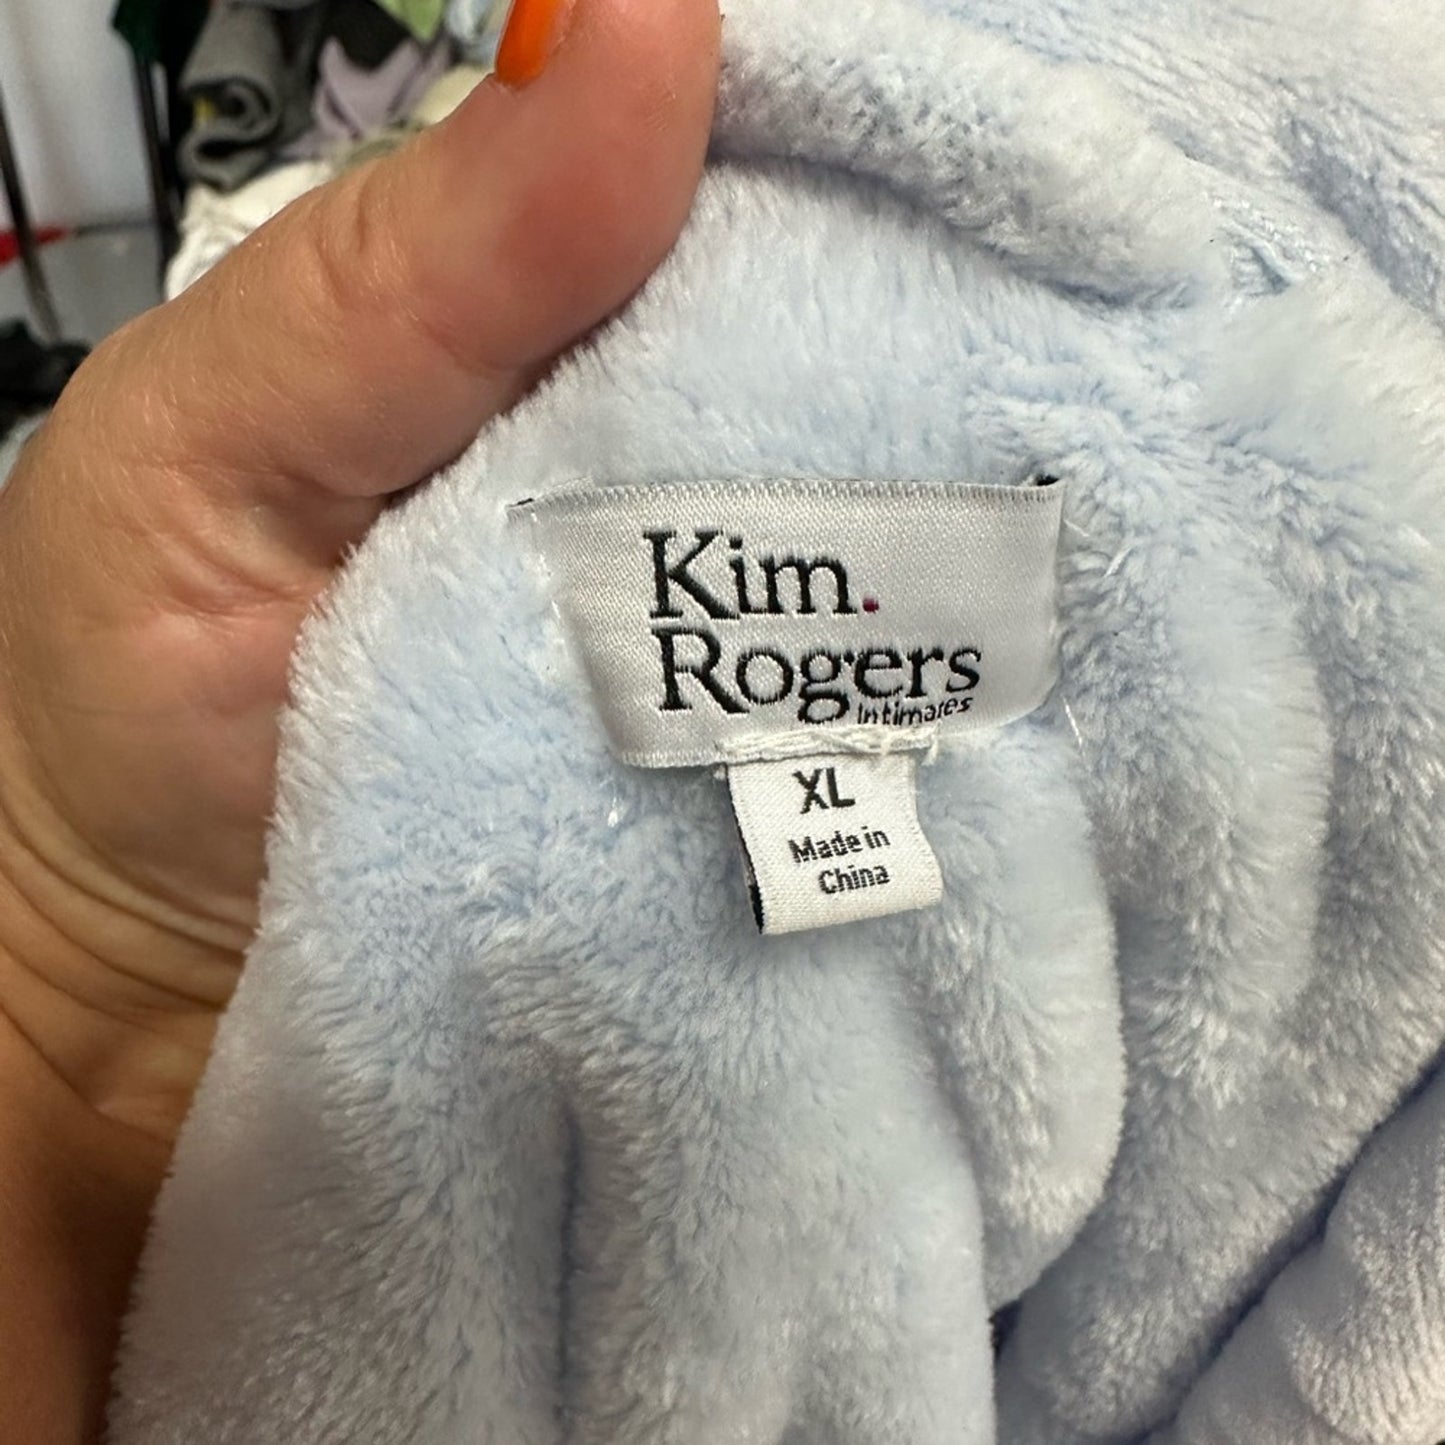 Kim.
Rogers
Intimates
XL
Made in
China